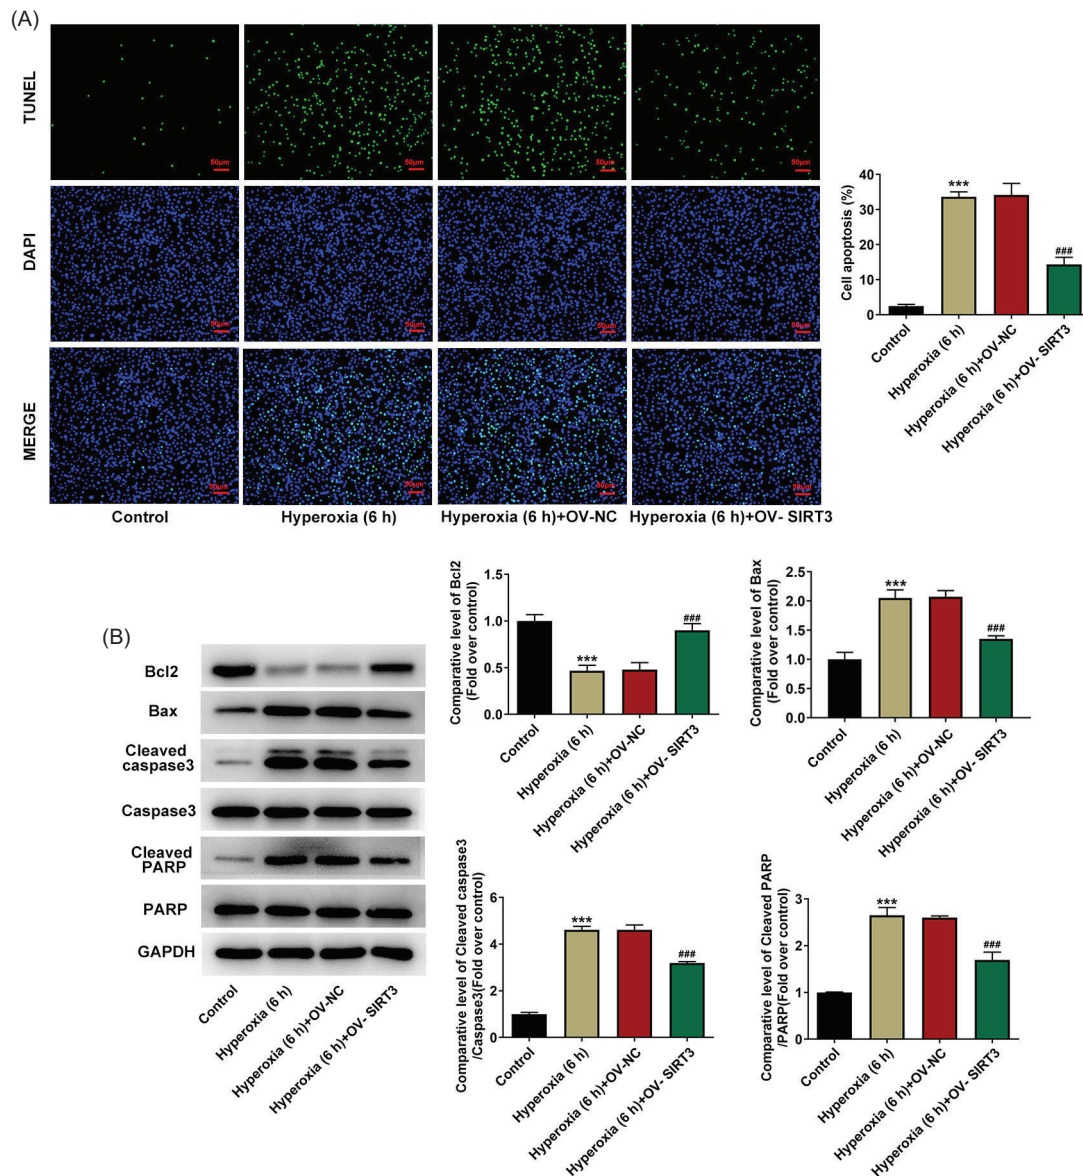 (A)
TUNEL
50μm
50μm
50μm
50μm
DAPI
50μm
50μm
50μm
50μm
MERGE
50μm
50μm
50μm
50μm
Control
Hyperoxia (6 h)
Hyperoxia (6 h)+OV-NC
Hyperoxia (6 h)+OV- SIRT3
Cell apoptosis (%)
40
30
20
10
0
***
###
Control
Hyperoxia (6 h)
Hyperoxia (6 h)+OV-NC
Hyperoxia (6 h)+OV- SIRT3
(B)
Bcl2
Bax
Cleaved
caspase3
Caspase3
Cleaved
PARP
PARP
GAPDH
Control
Hyperoxia (6 h)
Hyperoxia (6 h)+OV-NC
Hyperoxia (6 h)+OV- SIRT3
Comparative level of Bcl2
(Fold over control)
1.5
1.0
0.5
0.0
***
###
Control
Hyperoxia (6 h)
Hyperoxia (6 h)+OV-NC
Hyperoxia (6 h)+OV- SIRT3
Comparative level of Bax
(Fold over control)
2.5
2.0
1.5
1.0
0.5
0.0
***
###
Control
Hyperoxia (6 h)
Hyperoxia (6 h)+OV-NC
Hyperoxia (6 h)+OV- SIRT3
Comparative level of Cleaved caspase3
/Caspase3(Fold over control)
6
4
2
0
***
###
Control
Hyperoxia (6 h)
Hyperoxia (6 h)+OV-NC
Hyperoxia (6 h)+OV- SIRT3
Comparative level of Cleaved PARP
/PARP(Fold over control)
3
2
1
0
***
###
Control
Hyperoxia (6 h)
Hyperoxia (6 h)+OV-NC
Hyperoxia (6 h)+OV- SIRT3